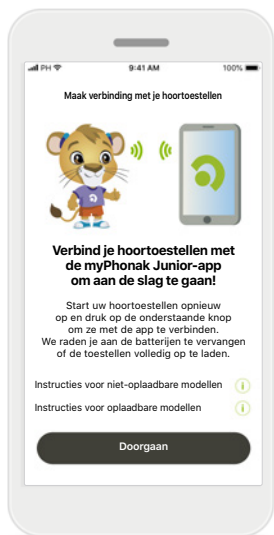 PH 9:41 AM 100%
Maak verbinding met je hoortoestellen
Verbind je hoortoestellen met
de myPhonak Junior-app
om aan de slag te gaan!
Start uw hoortoestellen opnieuw
op en druk op de onderstaande knop
om ze met de app te verbinden.
We raden je aan de batterijen te vervangen
of de toestellen volledig op te laden.
Instructies voor niet-oplaadbare modellen i
Instructies voor oplaadbare modellen i
Doorgaan